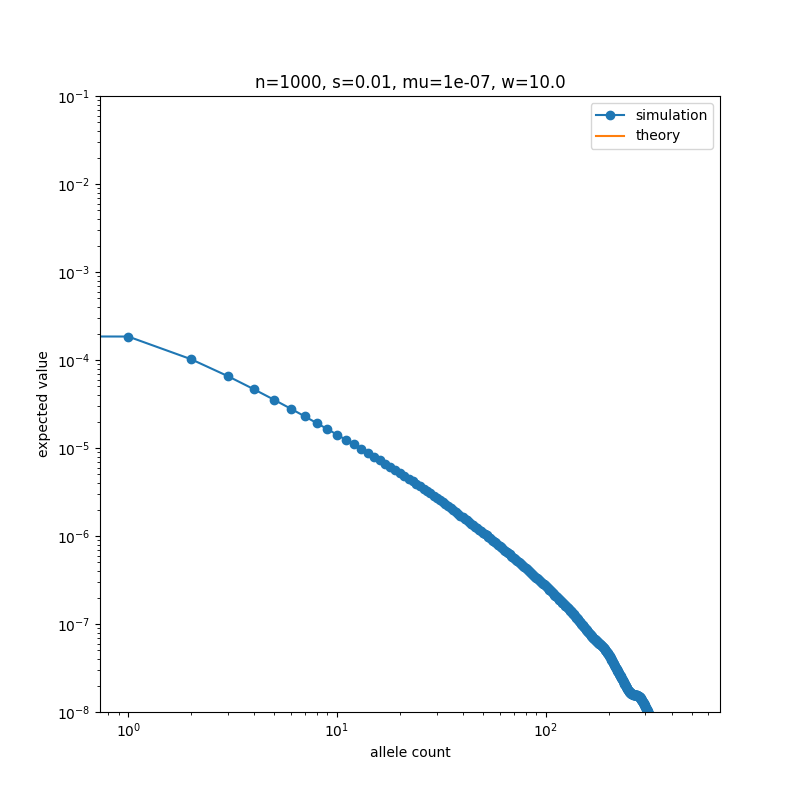 n=1000, s=0.01, mu=1e-07, w=10.0
simulation
theory
10⁻¹
10⁻²
10⁻³
10⁻⁴
10⁻⁵
10⁻⁶
10⁻⁷
10⁻⁸
expected value
10⁰ 10¹ 10²
allele count